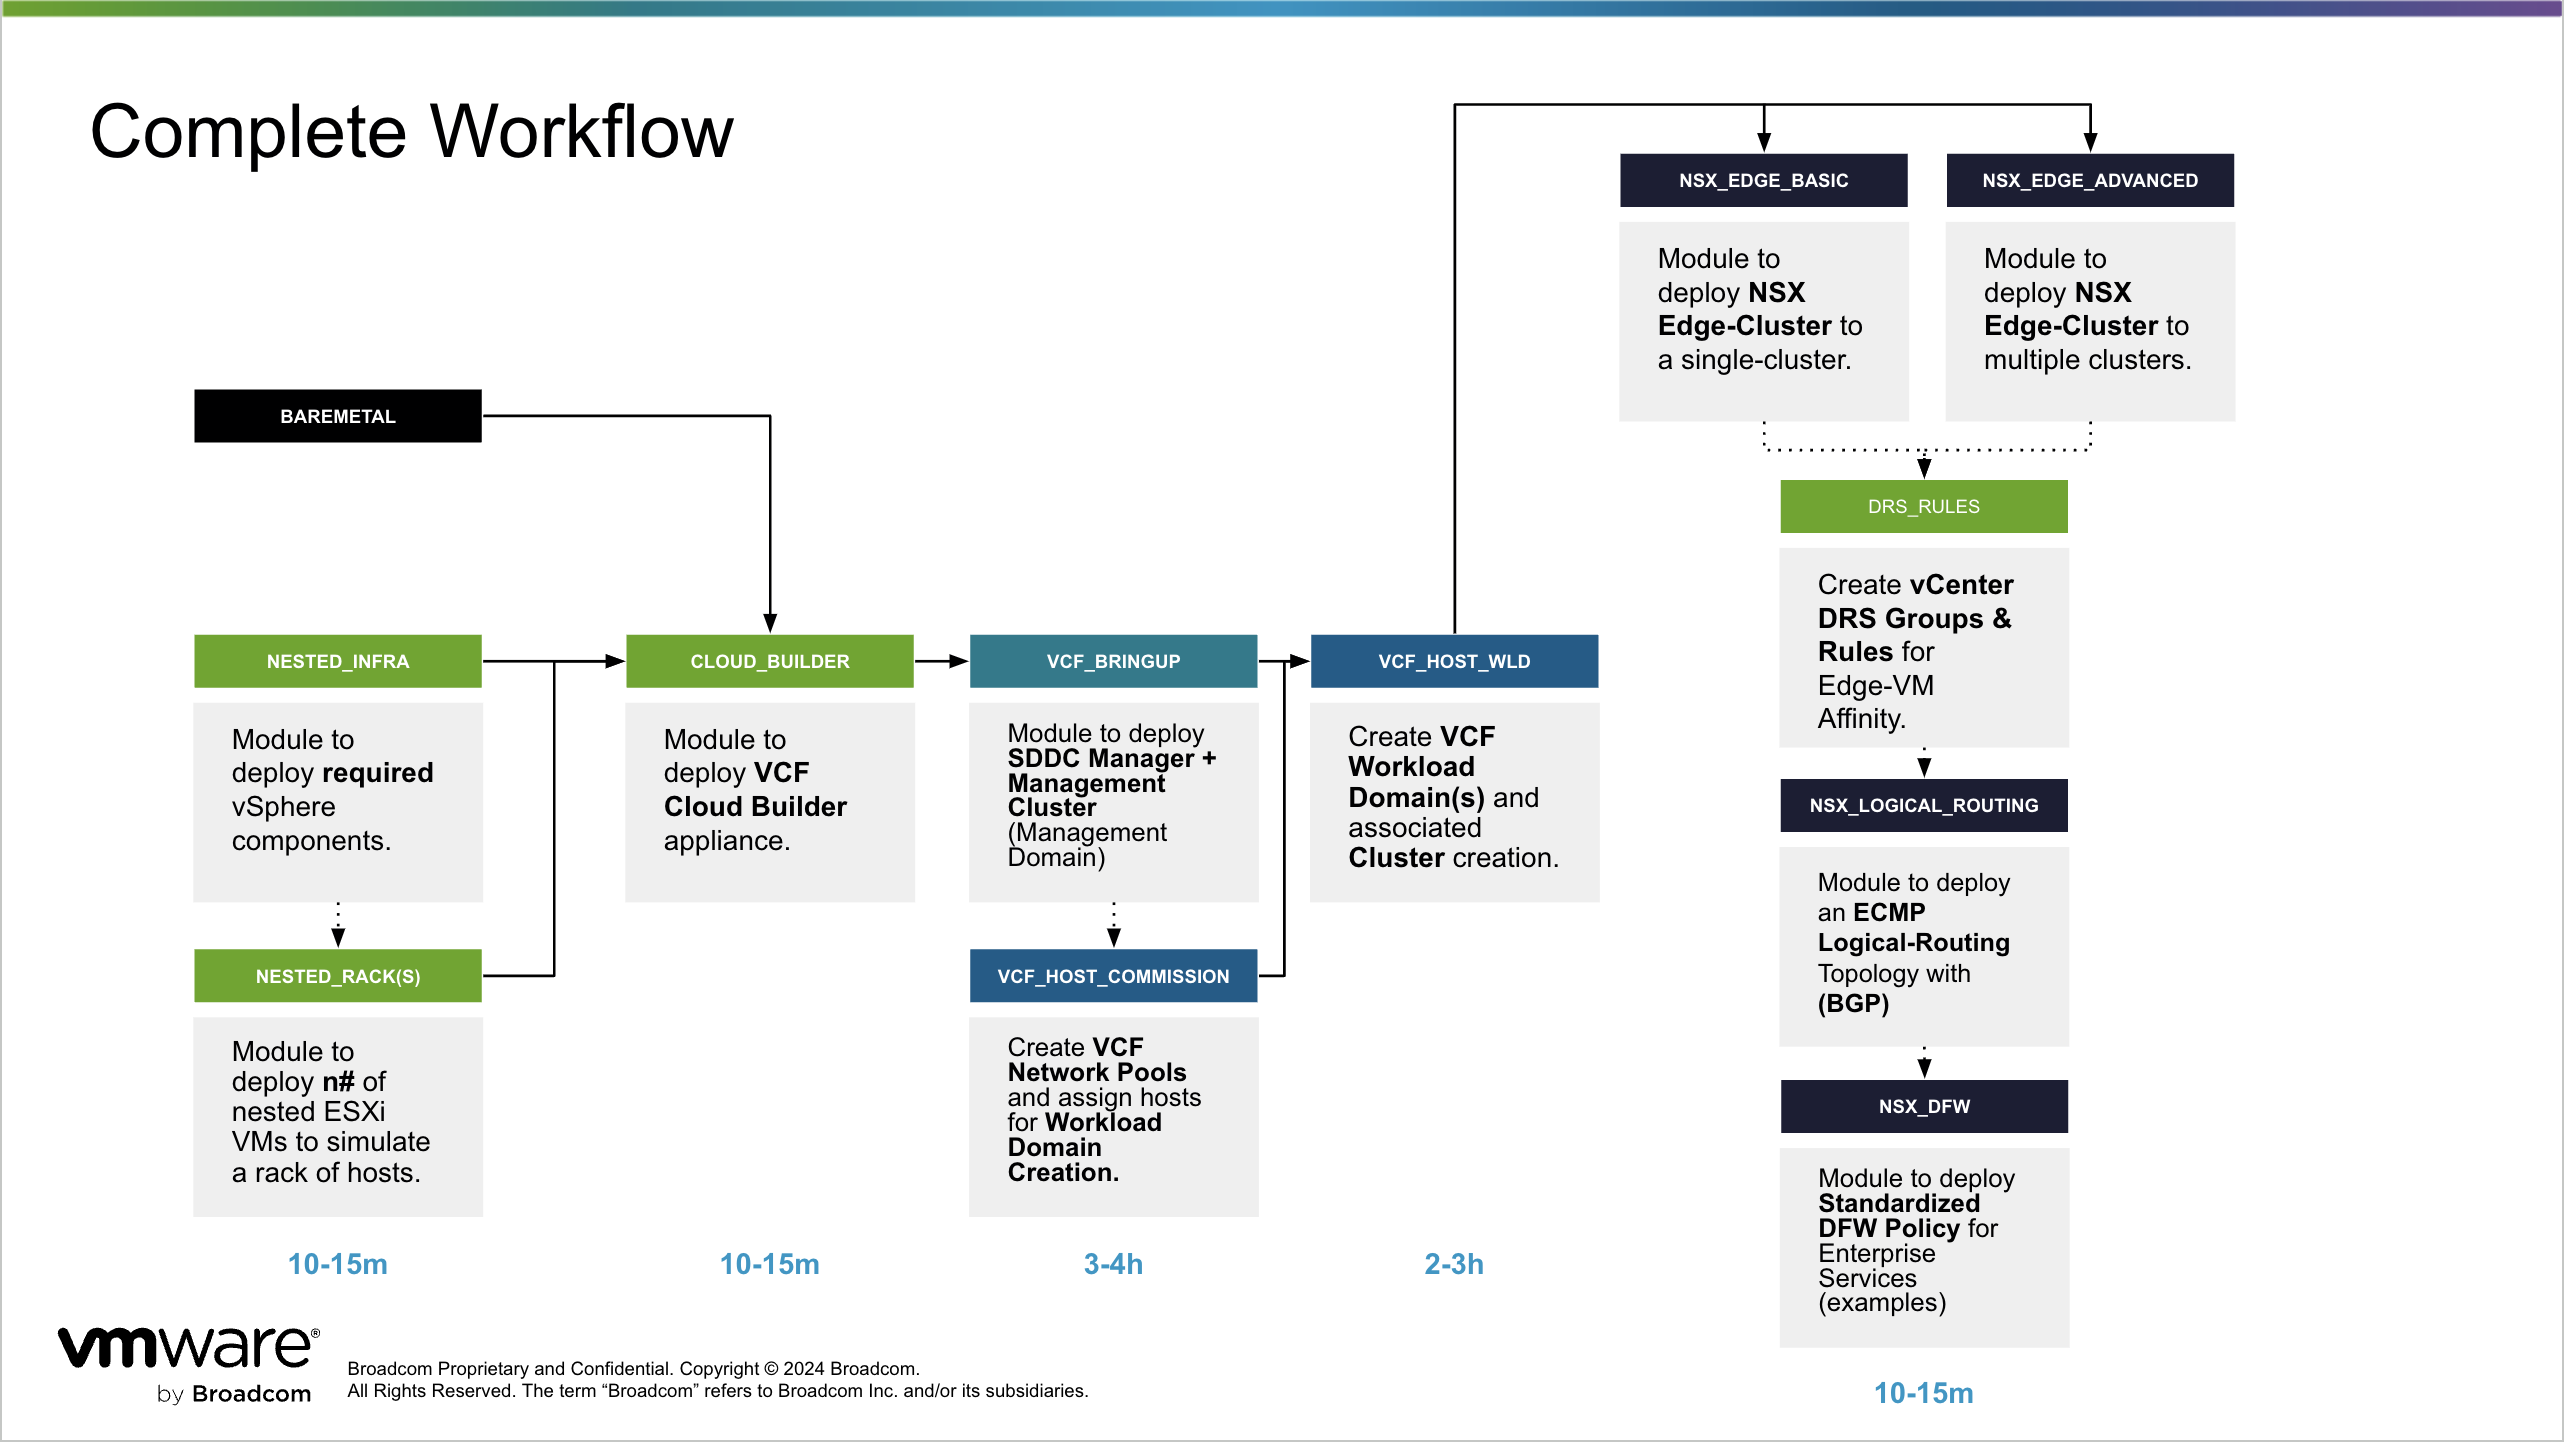 Complete Workflow
BAREMETAL
NESTED_INFRA
Module to
deploy required
vSphere
components.
NESTED_RACK(S)
Module to
deploy n# of
nested ESXi
VMs to simulate
a rack of hosts.
10-15m
CLOUD_BUILDER
Module to
deploy VCF
Cloud Builder
appliance.
10-15m
VCF_BRINGUP
Module to deploy
SDDC Manager +
Management
Cluster
(Management
Domain)
VCF_HOST_COMMISSION
Create VCF
Network Pools
and assign hosts
for Workload
Domain
Creation.
3-4h
VCF_HOST_WLD
Create VCF
Workload
Domain(s) and
associated
Cluster creation.
2-3h
NSX_EDGE_BASIC
Module to
deploy NSX
Edge-Cluster to
a single-cluster.
NSX_EDGE_ADVANCED
Module to
deploy NSX
Edge-Cluster to
multiple clusters.
DRS_RULES
Create vCenter
DRS Groups &
Rules for
Edge-VM
Affinity.
NSX_LOGICAL_ROUTING
Module to deploy
an ECMP
Logical-Routing
Topology with
(BGP)
NSX_DFW
Module to deploy
Standardized
DFW Policy for
Enterprise
Services
(examples)
10-15m
vmware®
by Broadcom
Broadcom Proprietary and Confidential. Copyright © 2024 Broadcom.
All Rights Reserved. The term “Broadcom” refers to Broadcom Inc. and/or its subsidiaries.